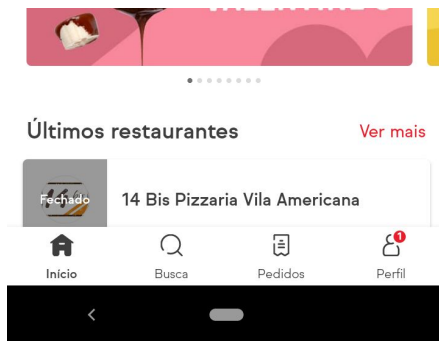 Últimos restaurantes
Ver mais
Fechado
14 Bis Pizzaria Vila Americana
Início
Busca
Pedidos
1
Perfil